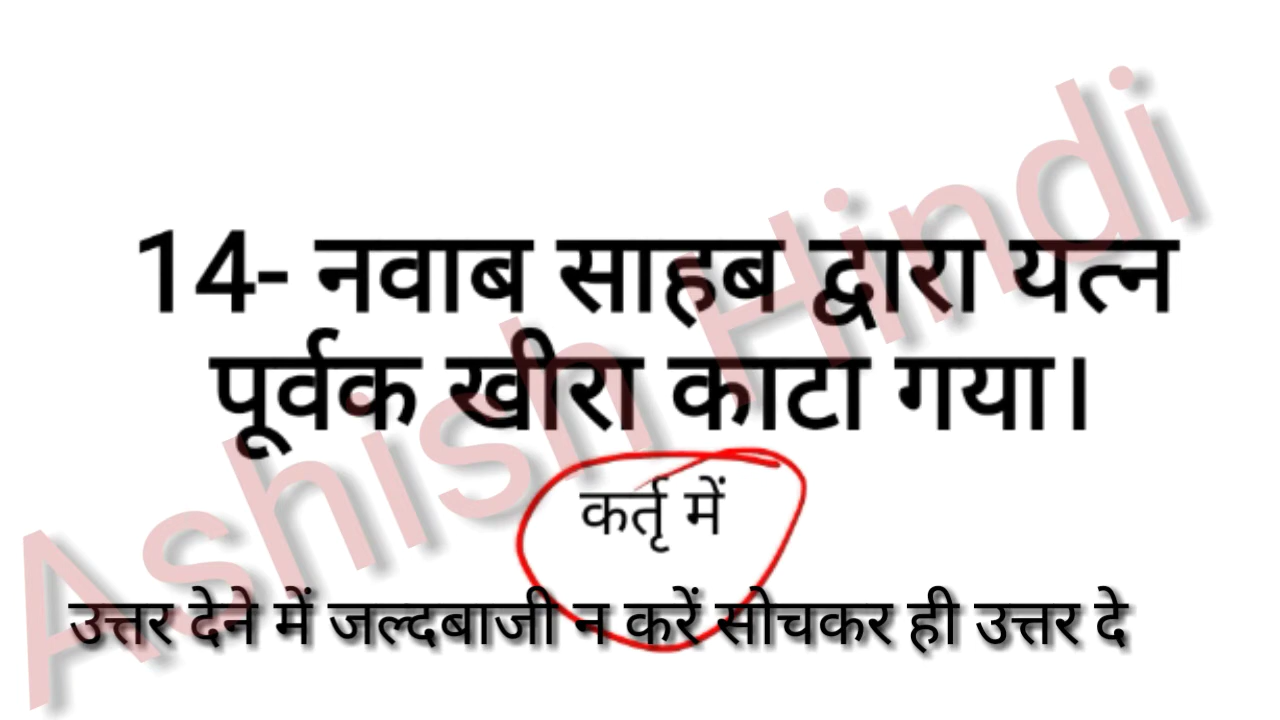 14- नवाब साहब द्वारा यत्न
पूर्वक खीरा काटा गया।
कर्तृ में
उत्तर देने में जल्दबाजी न करें सोचकर ही उत्तर दे
Ashish Hindi